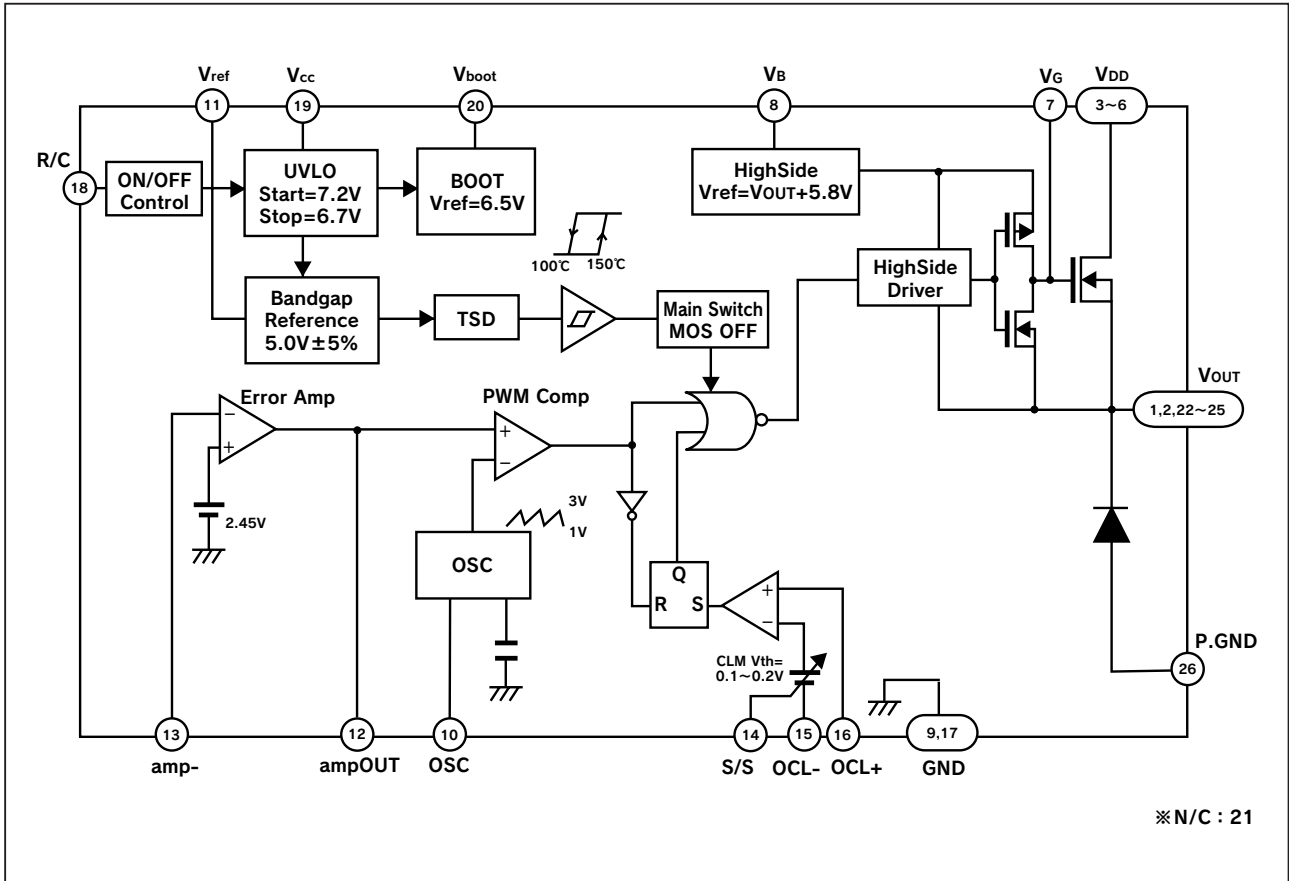 Vref
Vcc
Vboot
VB
VG
VDD
11
19
20
8
7
3~6
R/C
18
ON/OFF
Control
UVLO
Start=7.2V
Stop=6.7V
BOOT
Vref=6.5V
HighSide
Vref=VOUT+5.8V
100℃
150℃
HighSide
Driver
Bandgap
Reference
5.0V±5%
TSD
Main Switch
MOS OFF
VOUT
1,2,22~25
Error Amp
PWM Comp
−
+
2.45V
+
−
3V
1V
OSC
Q
R
S
+
−
CLM Vth=
0.1~0.2V
P.GND
26
13
12
10
14
15
16
9,17
amp-
ampOUT
OSC
S/S
OCL-
OCL+
GND
※N/C : 21